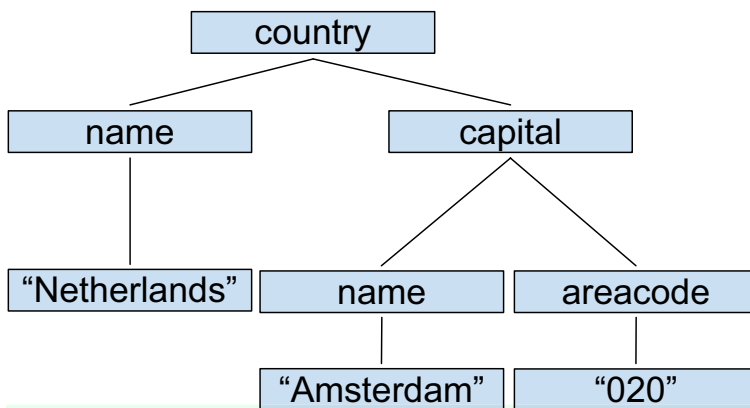 country
name
capital
“Netherlands”
name
areacode
“Amsterdam”
“020”